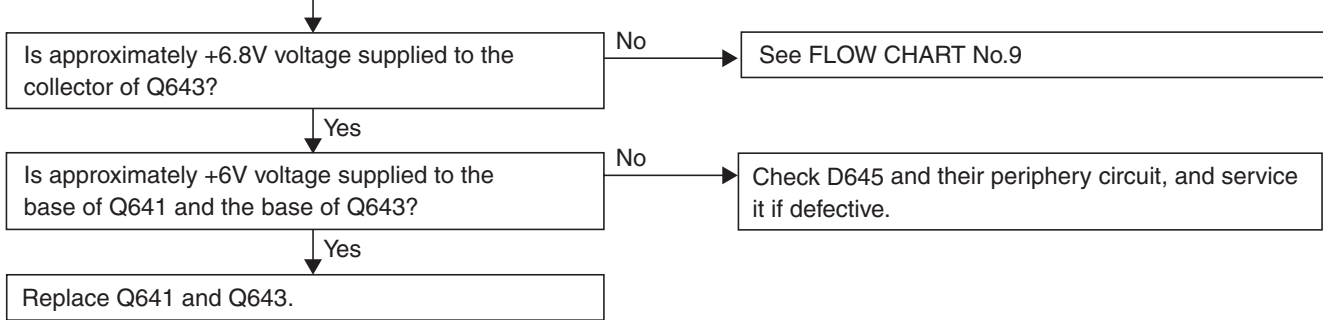 Is approximately +6.8V voltage supplied to the
collector of Q643?
No
See FLOW CHART No.9
Yes
Is approximately +6V voltage supplied to the
base of Q641 and the base of Q643?
No
Check D645 and their periphery circuit, and service
it if defective.
Yes
Replace Q641 and Q643.